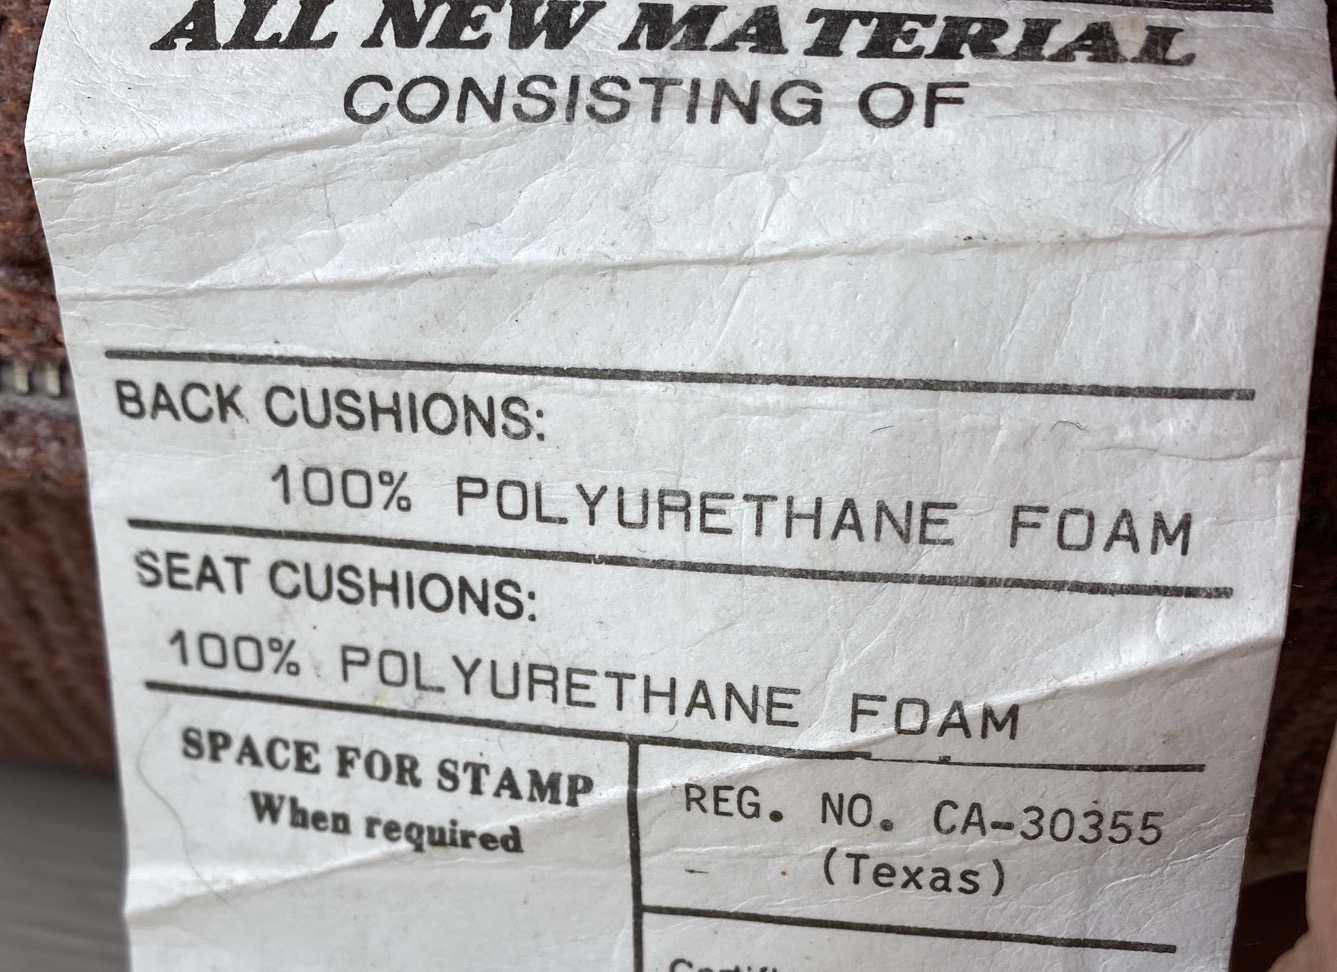 ALL NEW MATERIAL
CONSISTING OF
BACK CUSHIONS:
100% POLYURETHANE FOAM
SEAT CUSHIONS:
100% POLYURETHANE FOAM
SPACE FOR STAMP
When required
REG. NO. CA-30355
(Texas)